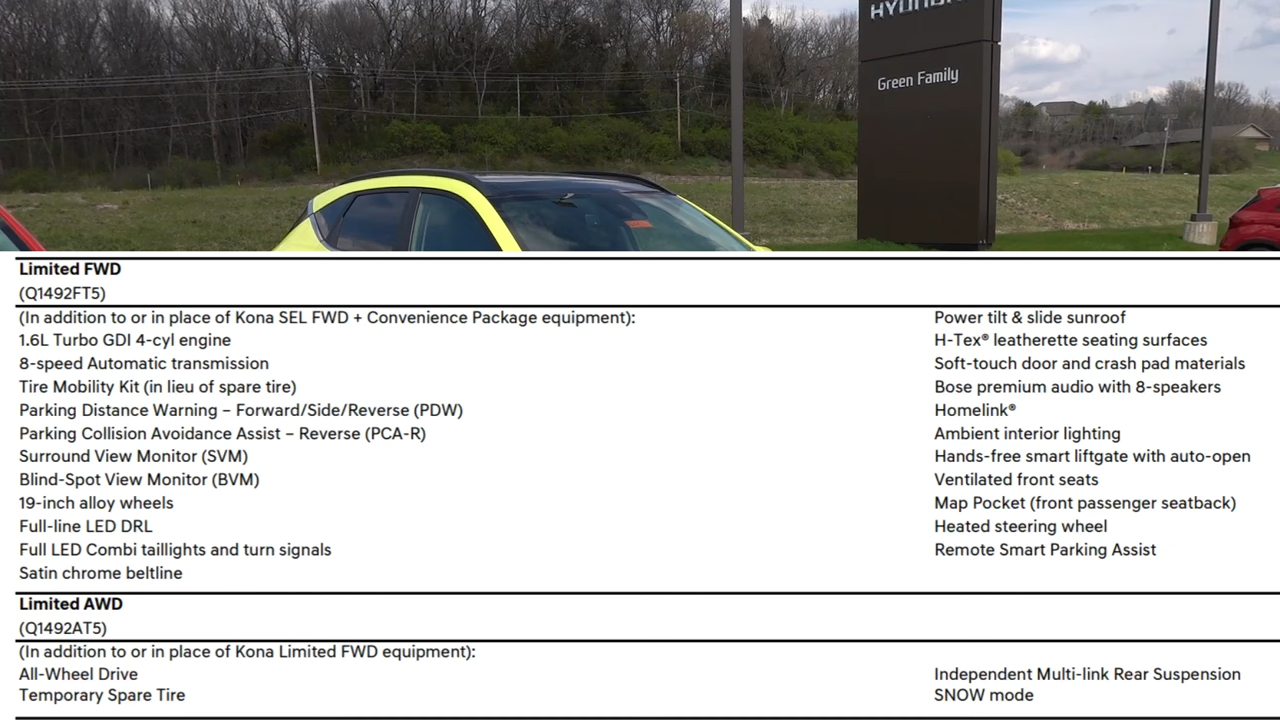 HYUNDAI
Green Family
Limited FWD
(Q1492FT5)
(In addition to or in place of Kona SEL FWD + Convenience Package equipment):
1.6L Turbo GDI 4-cyl engine
8-speed Automatic transmission
Tire Mobility Kit (in lieu of spare tire)
Parking Distance Warning – Forward/Side/Reverse (PDW)
Parking Collision Avoidance Assist – Reverse (PCA-R)
Surround View Monitor (SVM)
Blind-Spot View Monitor (BVM)
19-inch alloy wheels
Full-line LED DRL
Full LED Combi taillights and turn signals
Satin chrome beltline
Power tilt & slide sunroof
H-Tex® leatherette seating surfaces
Soft-touch door and crash pad materials
Bose premium audio with 8-speakers
Homelink®
Ambient interior lighting
Hands-free smart liftgate with auto-open
Ventilated front seats
Map Pocket (front passenger seatback)
Heated steering wheel
Remote Smart Parking Assist
Limited AWD
(Q1492AT5)
(In addition to or in place of Kona Limited FWD equipment):
All-Wheel Drive
Temporary Spare Tire
Independent Multi-link Rear Suspension
SNOW mode